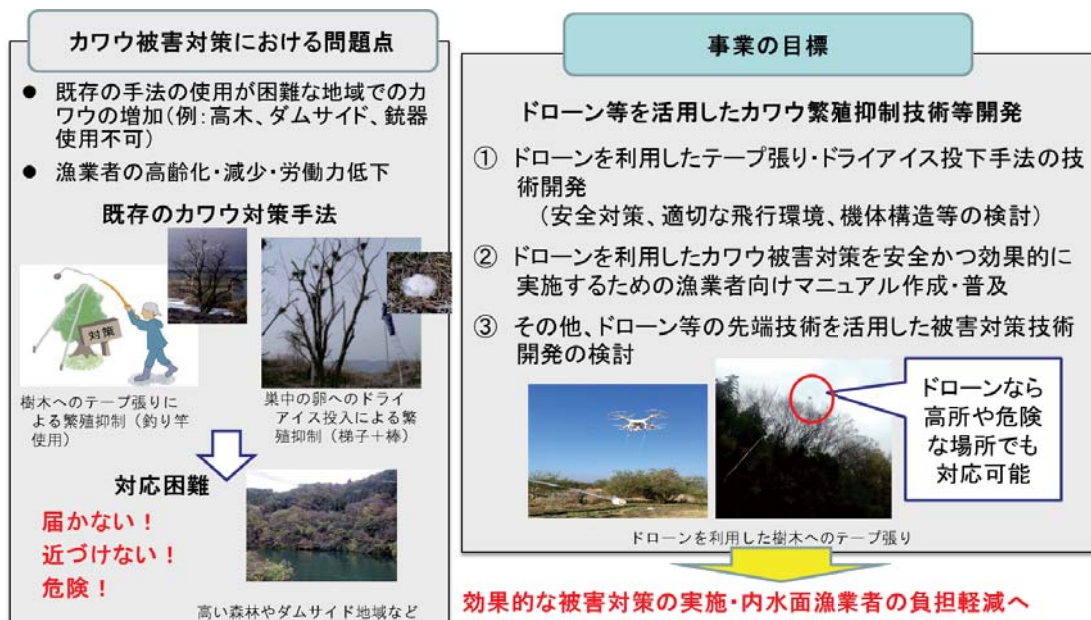 カワウ被害対策における問題点
● 既存の手法の使用が困難な地域でのカ
ワウの増加(例:高木、ダムサイド、銃器
使用不可)
● 漁業者の高齢化・減少・労働力低下
既存のカワウ対策手法
対策
樹木へのテープ張りに
よる繁殖抑制（釣り竿
使用）
巣中の卵へのドライ
アイス投入による繁
殖抑制（梯子＋棒）
対応困難
届かない！
近づけない！
危険！
高い森林やダムサイド地域など
事業の目標
ドローン等を活用したカワウ繁殖抑制技術等開発
① ドローンを利用したテープ張り・ドライアイス投下手法の技
術開発
（安全対策、適切な飛行環境、機体構造等の検討）
② ドローンを利用したカワウ被害対策を安全かつ効果的に
実施するための漁業者向けマニュアル作成・普及
③ その他、ドローン等の先端技術を活用した被害対策技術
開発の検討
ドローンなら
高所や危険
な場所でも
対応可能
ドローンを利用した樹木へのテープ張り
効果的な被害対策の実施・内水面漁業者の負担軽減へ